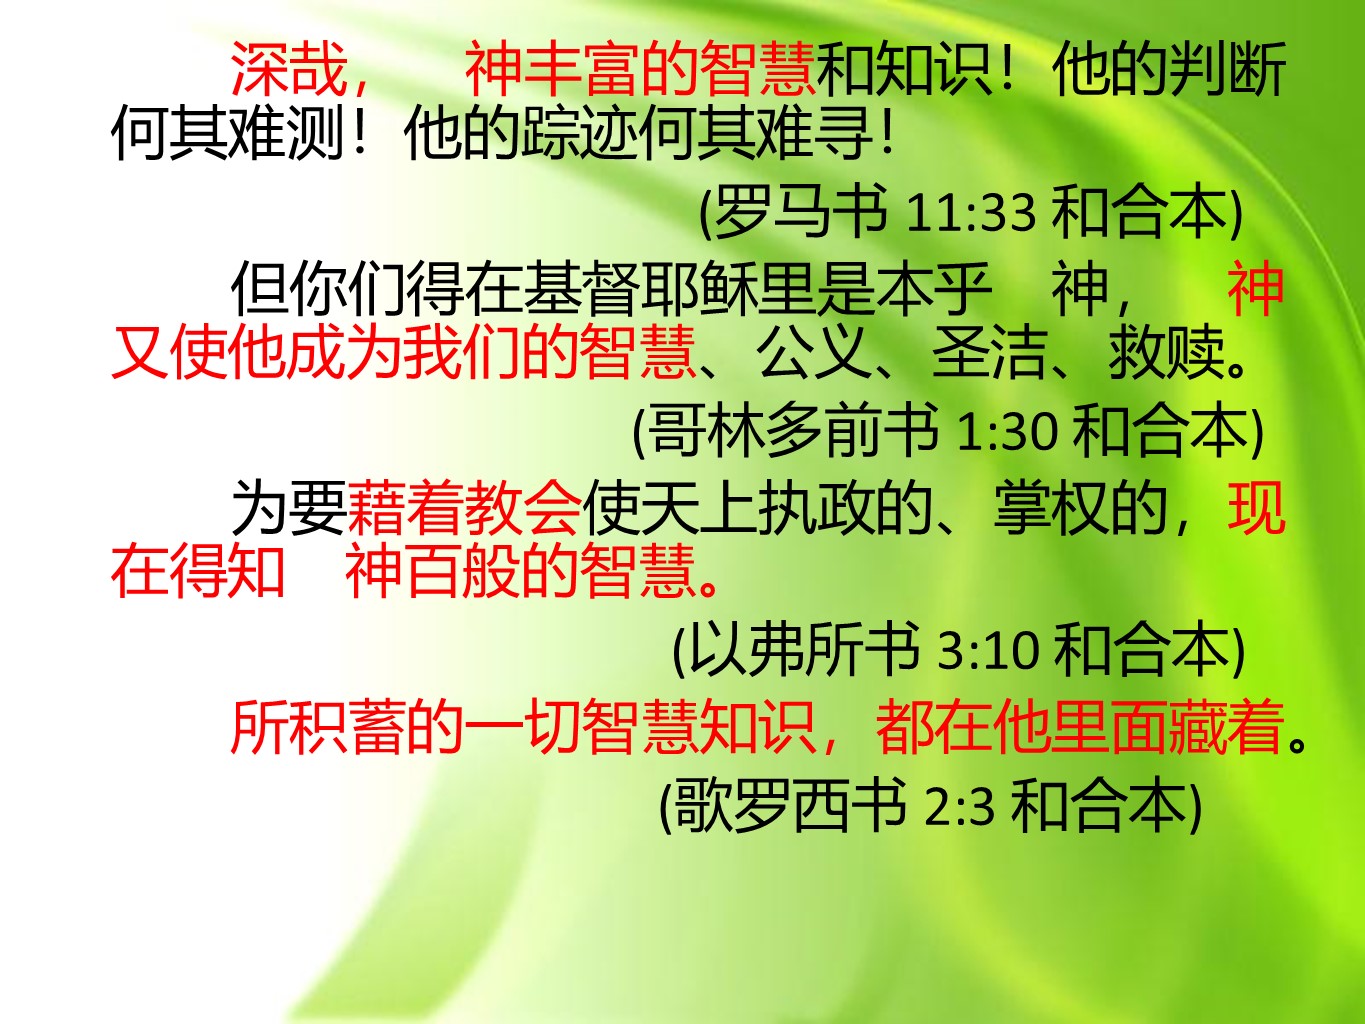 深哉，　神丰富的智慧和知识！他的判断
何其难测！他的踪迹何其难寻！
(罗马书 11:33 和合本)
但你们得在基督耶稣里是本乎　神，　神
又使他成为我们的智慧、公义、圣洁、救赎。
(哥林多前书 1:30 和合本)
为要藉着教会使天上执政的、掌权的，现
在得知　神百般的智慧。
(以弗所书 3:10 和合本)
所积蓄的一切智慧知识，都在他里面藏着。
(歌罗西书 2:3 和合本)